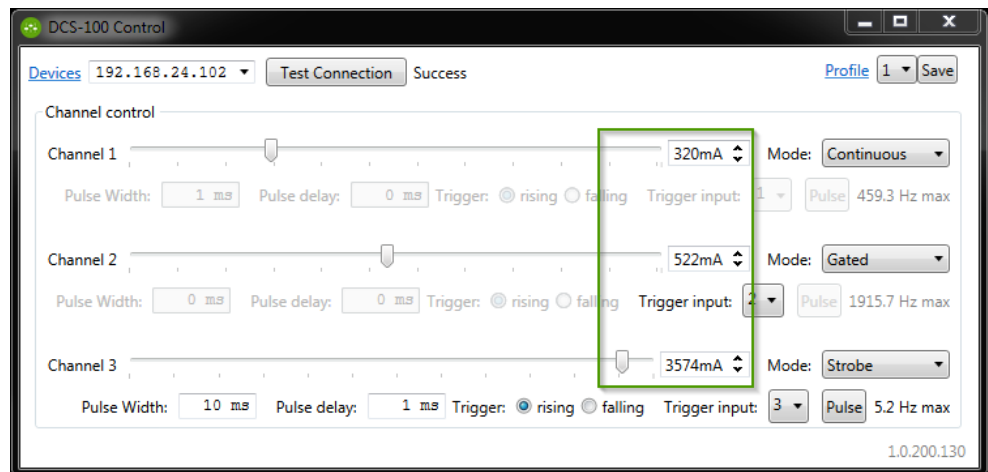 DCS-100 Control
Devices 192.168.24.102 Test Connection Success Profile 1 Save
Channel control
Channel 1 320mA Mode: Continuous
Pulse Width: 1 ms Pulse delay: 0 ms Trigger: rising falling Trigger input: 1 Pulse 459.3 Hz max
Channel 2 522mA Mode: Gated
Pulse Width: 0 ms Pulse delay: 0 ms Trigger: rising falling Trigger input: 2 Pulse 1915.7 Hz max
Channel 3 3574mA Mode: Strobe
Pulse Width: 10 ms Pulse delay: 1 ms Trigger: rising falling Trigger input: 3 Pulse 5.2 Hz max
1.0.200.130